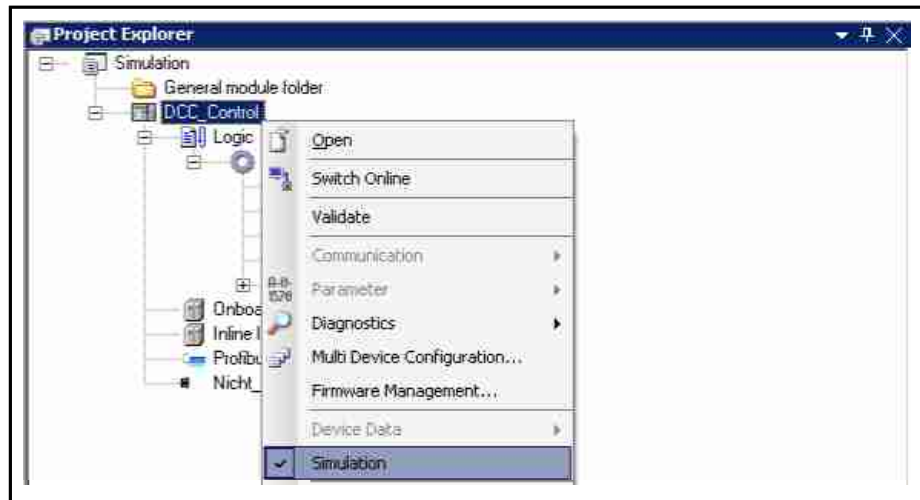 Project Explorer
Simulation
General module folder
DCC_Control
Logic
Open
Switch Online
Validate
Communication
Parameter
Onboa
Diagnostics
Inline I
Profibu
Multi Device Configuration...
Nicht_
Firmware Management...
Device Data
Simulation